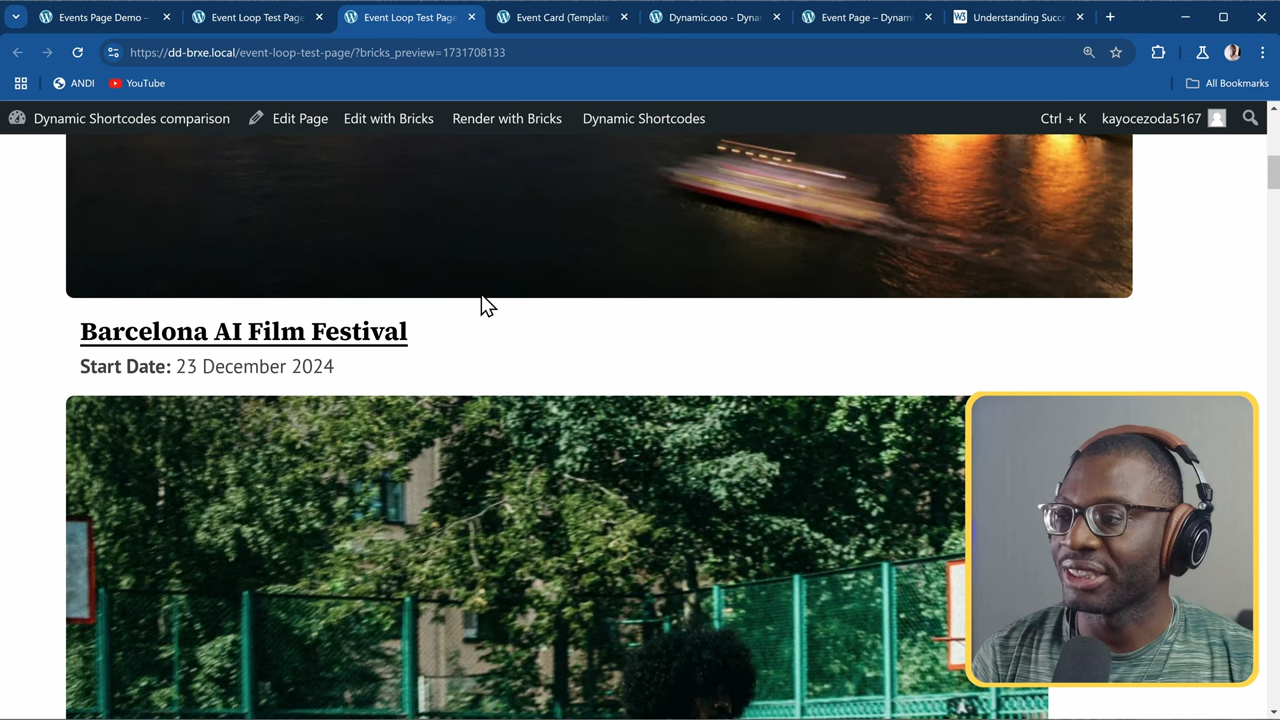 Events Page Demo –
Event Loop Test Page
Event Loop Test Page
Event Card (Template
Dynamic.ooo - Dyna
Event Page – Dynami
W3
Understanding Succe
https://dd-brxe.local/event-loop-test-page/?bricks_preview=1731708133
ANDI
YouTube
All Bookmarks
Dynamic Shortcodes comparison
Edit Page
Edit with Bricks
Render with Bricks
Dynamic Shortcodes
Ctrl + K
kayocezoda5167
Barcelona AI Film Festival
Start Date: 23 December 2024